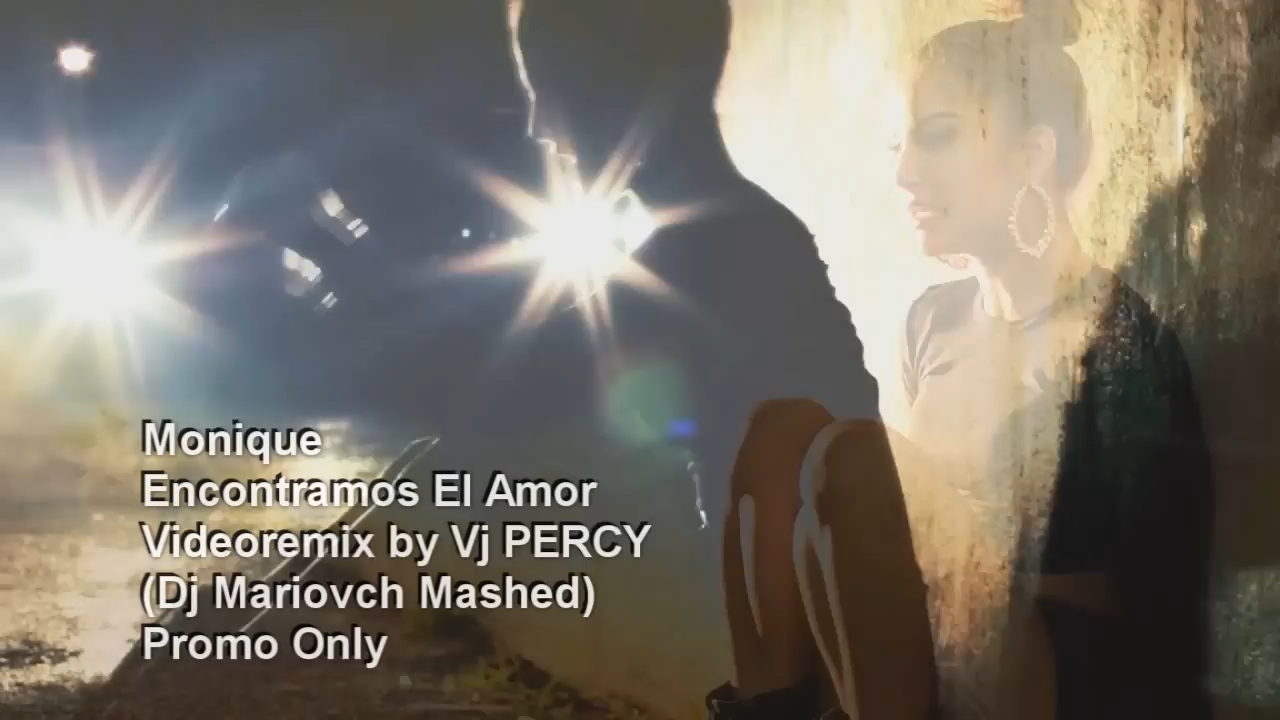 Monique
Encontramos El Amor
Videoremix by Vj PERCY
(Dj Mariovch Mashed)
Promo Only